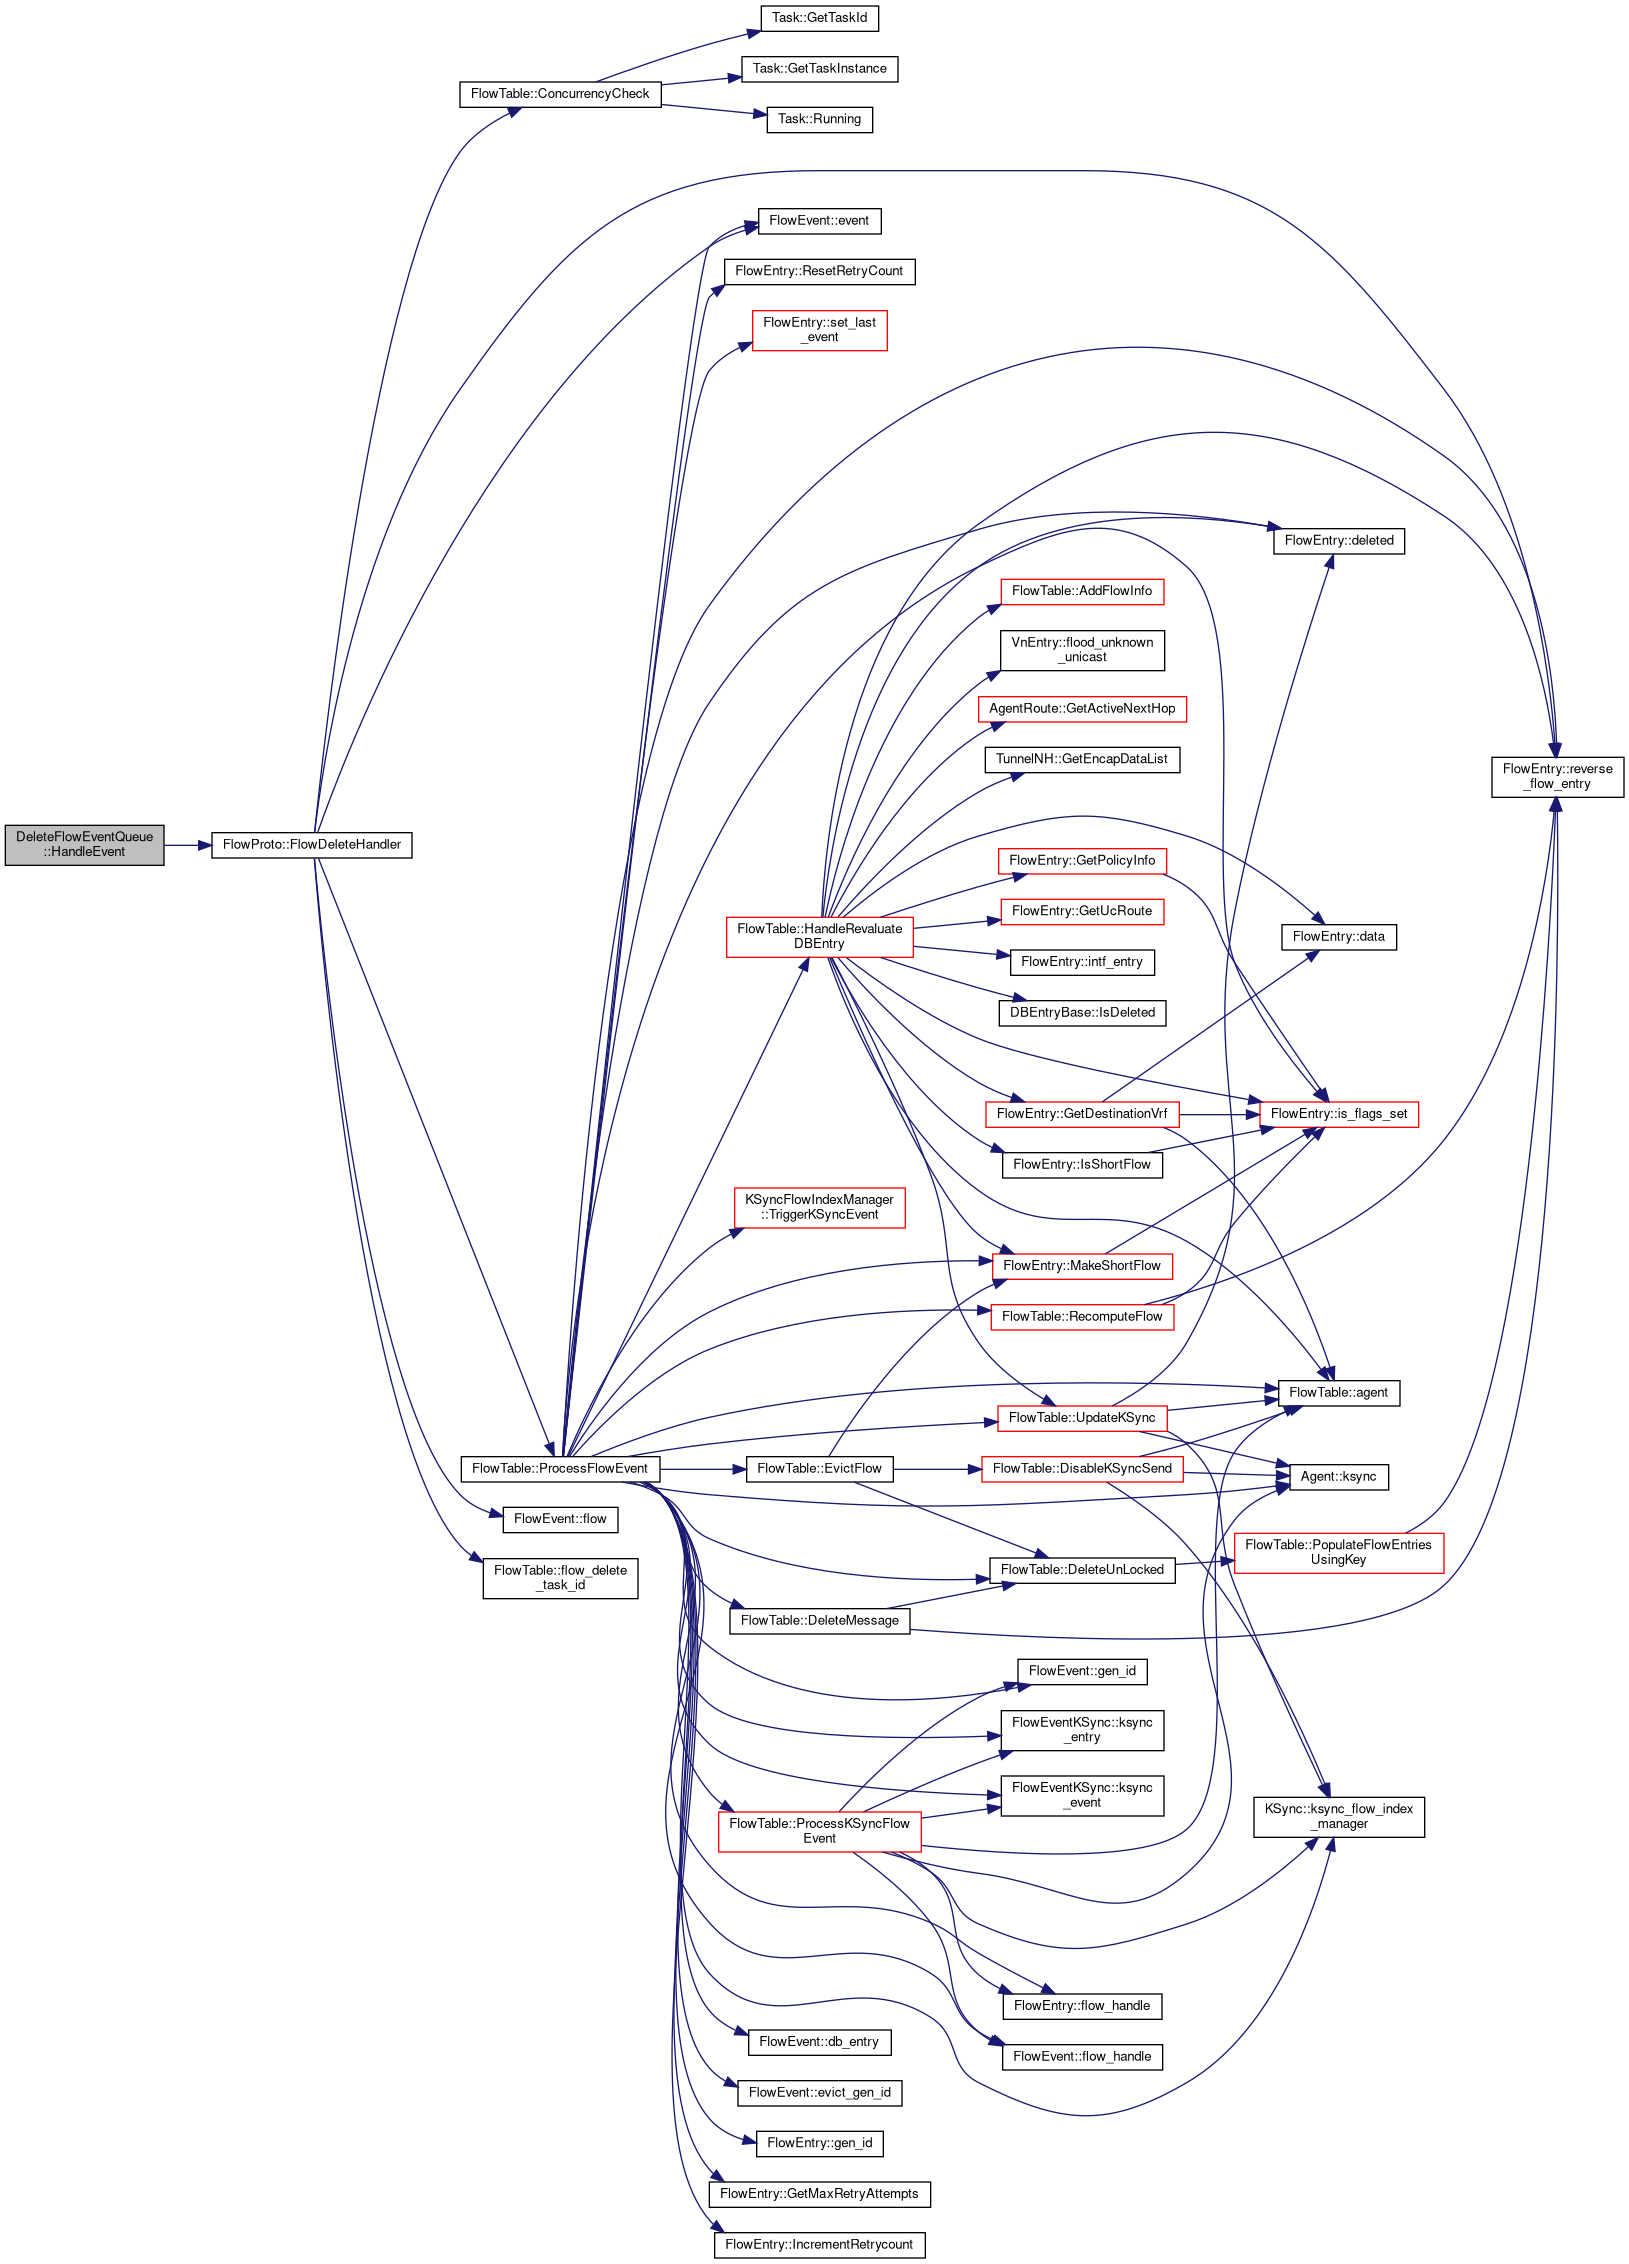 Task::GetTaskId
Task::GetTaskInstance
FlowTable::ConcurrencyCheck
Task::Running
FlowEvent::event
FlowEntry::ResetRetryCount
FlowEntry::set_last
_event
FlowEntry::deleted
FlowTable::AddFlowInfo
VnEntry::flood_unknown
_unicast
AgentRoute::GetActiveNextHop
TunnelNH::GetEncapDataList
FlowEntry::reverse
_flow_entry
DeleteFlowEventQueue
::HandleEvent
FlowProto::FlowDeleteHandler
FlowEntry::GetPolicyInfo
FlowEntry::GetUcRoute
FlowTable::HandleRevaluate
DBEntry
FlowEntry::data
FlowEntry::intf_entry
DBEntryBase::IsDeleted
FlowEntry::GetDestinationVrf
FlowEntry::is_flags_set
FlowEntry::IsShortFlow
KSyncFlowIndexManager
::TriggerKSyncEvent
FlowEntry::MakeShortFlow
FlowTable::RecomputeFlow
FlowTable::agent
FlowTable::UpdateKSync
FlowTable::ProcessFlowEvent
FlowTable::EvictFlow
FlowTable::DisableKSyncSend
Agent::ksync
FlowEvent::flow
FlowTable::PopulateFlowEntries
UsingKey
FlowTable::flow_delete
_task_id
FlowTable::DeleteUnLocked
FlowTable::DeleteMessage
FlowEvent::gen_id
FlowEventKSync::ksync
_entry
FlowEventKSync::ksync
_event
KSync::ksync_flow_index
_manager
FlowTable::ProcessKSyncFlow
Event
FlowEntry::flow_handle
FlowEvent::db_entry
FlowEvent::flow_handle
FlowEvent::evict_gen_id
FlowEntry::gen_id
FlowEntry::GetMaxRetryAttempts
FlowEntry::IncrementRetrycount